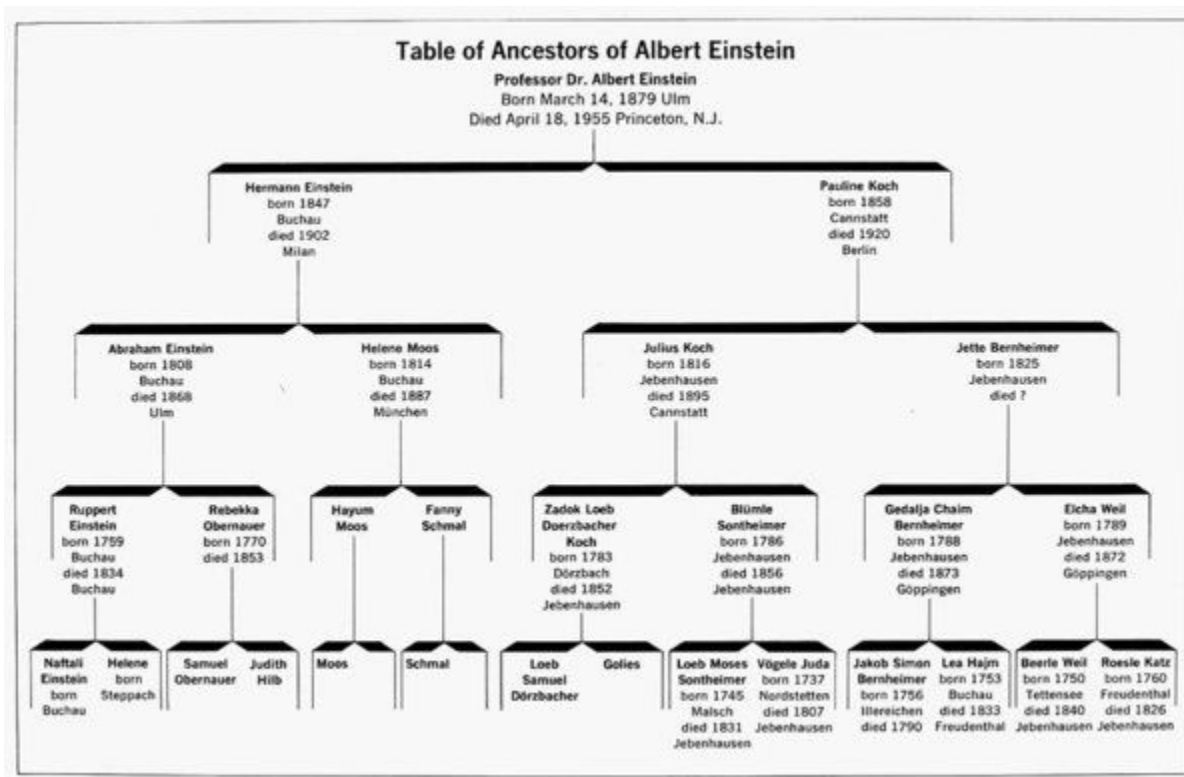 Table of Ancestors of Albert Einstein
Professor Dr. Albert Einstein
Born March 14, 1879 Ulm
Died April 18, 1955 Princeton, N.J.
Hermann Einstein
born 1847
Buchau
died 1902
Milan
Pauline Koch
born 1858
Cannstatt
died 1920
Berlin
Abraham Einstein
born 1808
Buchau
died 1868
Ulm
Helene Moos
born 1814
Buchau
died 1887
München
Julius Koch
born 1816
Jebenhausen
died 1895
Cannstatt
Jette Bernheimer
born 1825
Jebenhausen
died ?
Ruppert
Einstein
born 1759
Buchau
died 1834
Buchau
Rebekka
Obernauer
born 1770
died 1853
Hayum
Moos
Fanny
Schmal
Zadok Loeb
Doerzbacher
Koch
born 1783
Dörzbach
died 1852
Jebenhausen
Blümle
Sontheimer
born 1786
Jebenhausen
died 1856
Jebenhausen
Gedalja Chaim
Bernheimer
born 1788
Jebenhausen
died 1873
Göppingen
Elcha Weil
born 1789
Jebenhausen
died 1872
Göppingen
Naftali
Einstein
born
Buchau
Helene
born
Steppach
Samuel
Obernauer
Judith
Hilb
Moos
Schmal
Loeb
Samuel
Dörzbacher
Golies
Loeb Moses
Sontheimer
born 1745
Malsch
died 1831
Jebenhausen
Vögele Juda
born 1737
Nordstetten
died 1807
Jebenhausen
Jakob Simon
Bernheimer
born 1756
Illereichen
died 1790
Lea Hajm
born 1753
Buchau
died 1833
Freudenthal
Beerle Weil
born 1750
Tettensee
died 1840
Jebenhausen
Roesle Katz
born 1760
Freudenthal
died 1826
Jebenhausen